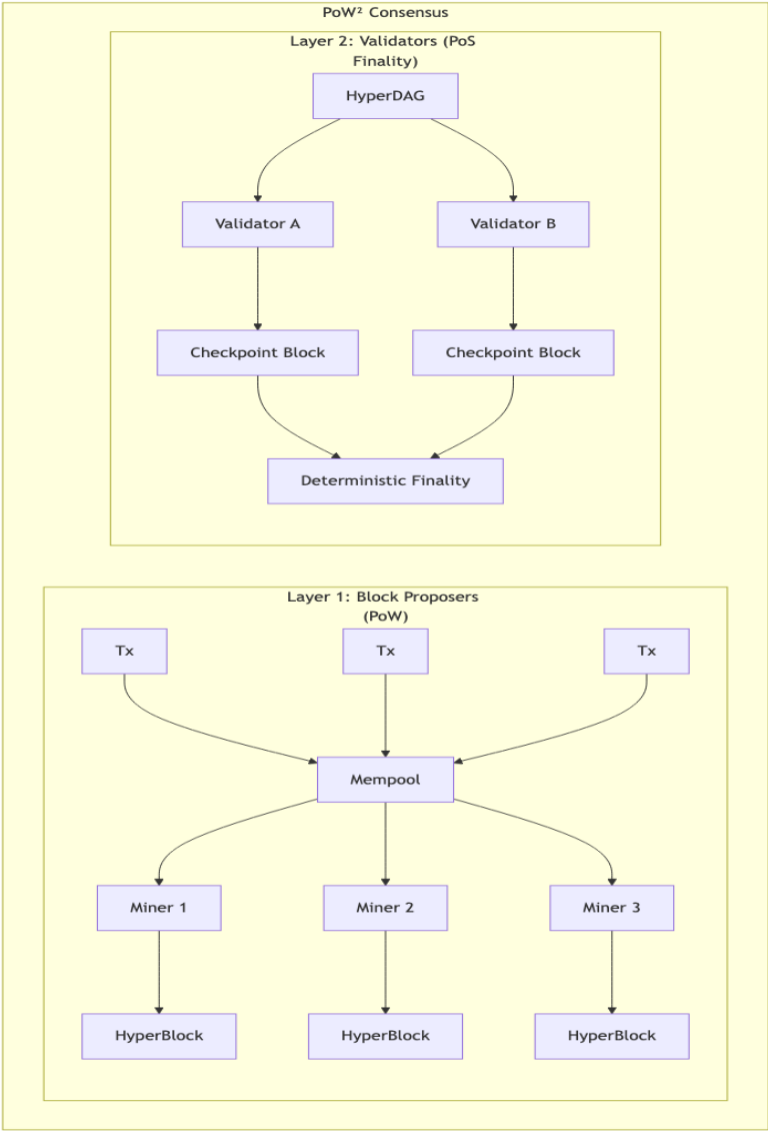 PoW² Consensus
Layer 2: Validators (PoS
Finality)
HyperDAG
Validator A
Validator B
Checkpoint Block
Checkpoint Block
Deterministic Finality
Layer 1: Block Proposers
(PoW)
Tx
Tx
Tx
Mempool
Miner 1
Miner 2
Miner 3
HyperBlock
HyperBlock
HyperBlock